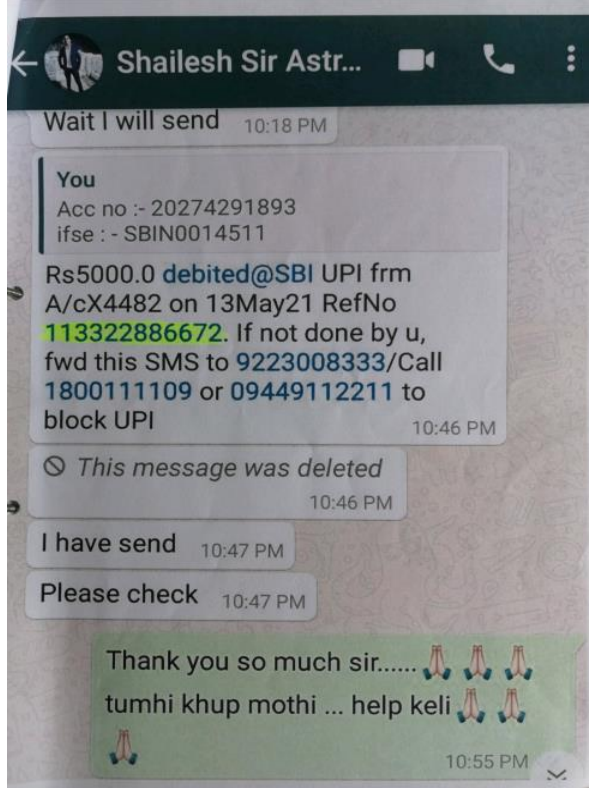 Shailesh Sir Astr...
Wait I will send 10:18 PM
You
Acc no :- 20274291893
ifse : - SBIN0014511
Rs5000.0 debited@SBI UPI frm
A/cX4482 on 13May21 RefNo
113322886672. If not done by u,
fwd this SMS to 9223008333/Call
1800111109 or 09449112211 to
block UPI
10:46 PM
This message was deleted
10:46 PM
I have send 10:47 PM
Please check 10:47 PM
Thank you so much sir...... 🙏🏻 🙏🏻 🙏🏻
tumhi khup mothi ... help keli 🙏🏻 🙏🏻
🙏🏻
10:55 PM